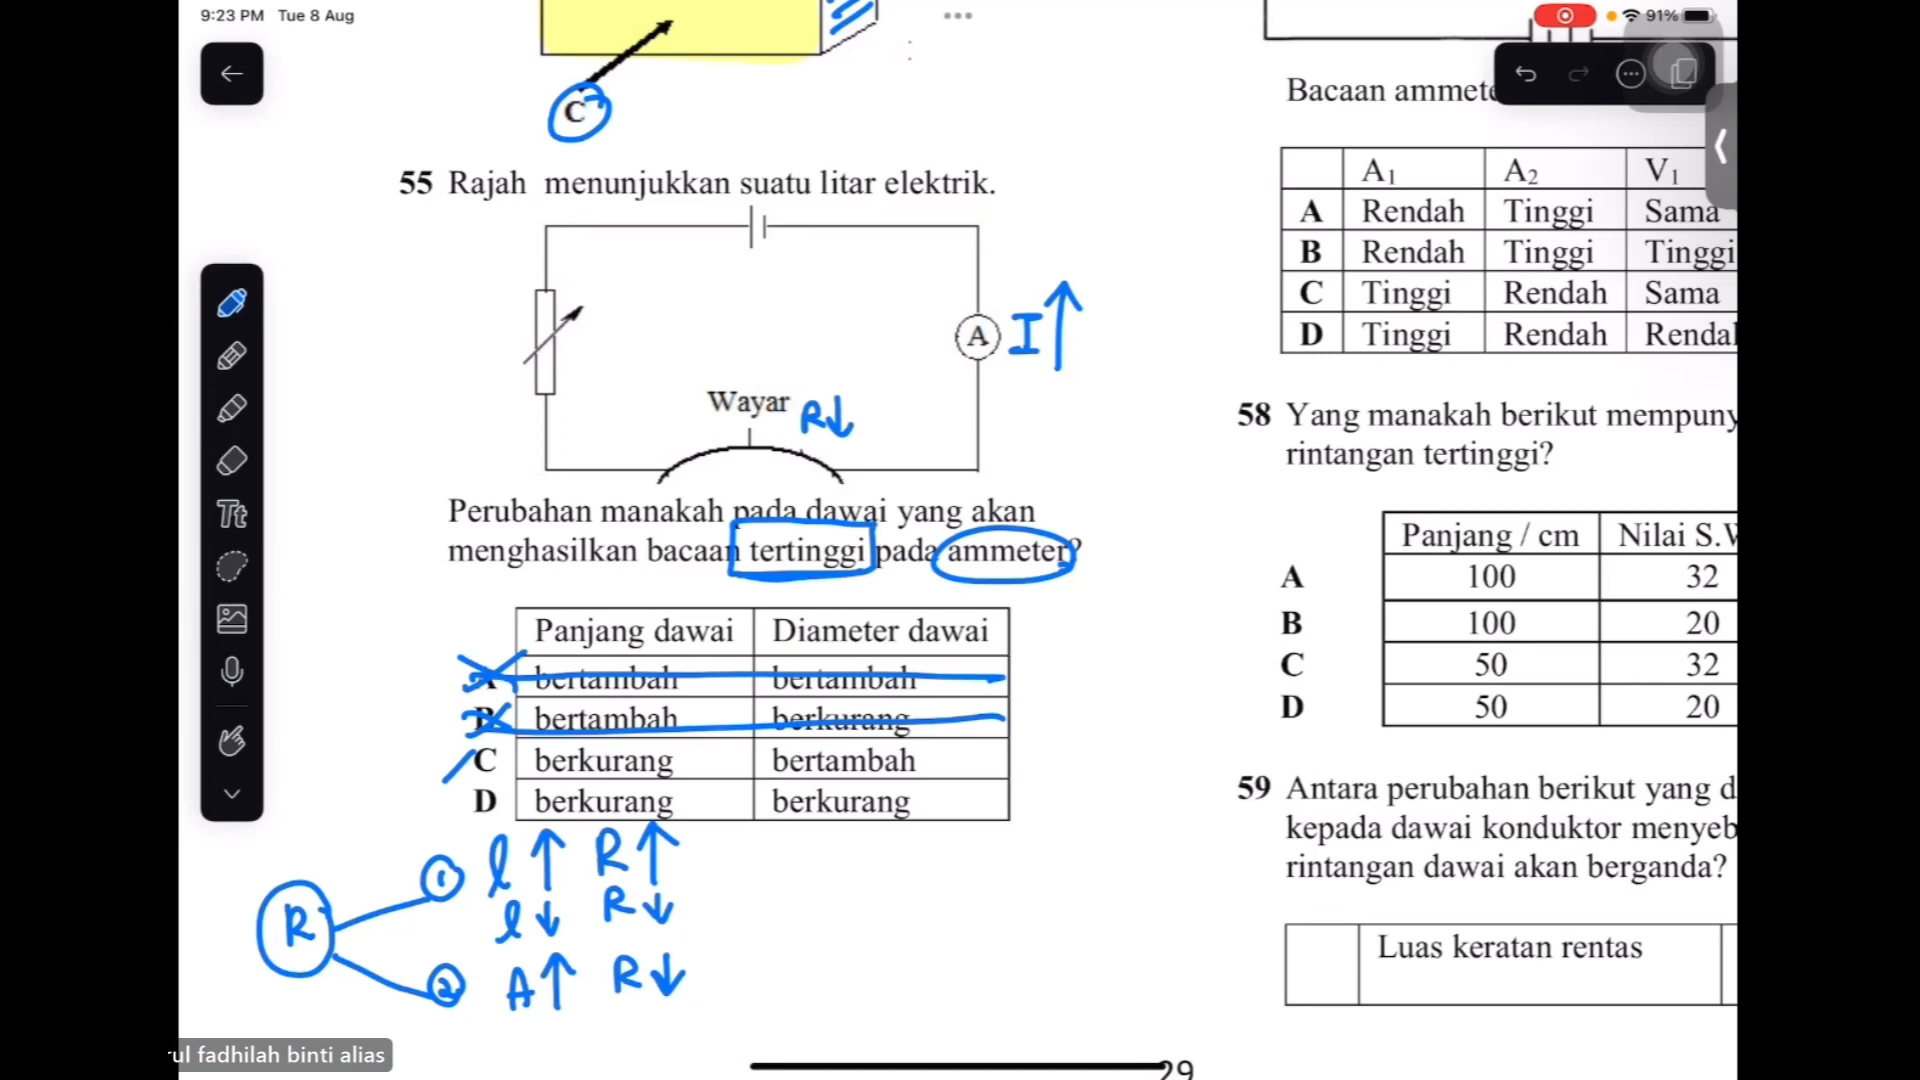 9:23 PM Tue 8 Aug
91%
C
55 Rajah menunjukkan suatu litar elektrik.
A
I
Wayar
R
Perubahan manakah pada dawai yang akan
menghasilkan bacaan tertinggi pada ammeter?
Panjang dawai Diameter dawai
A bertambah bertambah
B bertambah berkurang
C berkurang bertambah
D berkurang berkurang
R
1 l ↑ R ↑
l ↓ R ↓
2 A ↑ R ↓
Tt
Bacaan ammete
A1 A2 V1
A Rendah Tinggi Sama
B Rendah Tinggi Tinggi
C Tinggi Rendah Sama
D Tinggi Rendah Renda
58 Yang manakah berikut mempuny
rintangan tertinggi?
Panjang / cm Nilai S.W
A 100 32
B 100 20
C 50 32
D 50 20
59 Antara perubahan berikut yang d
kepada dawai konduktor menyeb
rintangan dawai akan berganda?
Luas keratan rentas
29
rul fadhilah binti alias